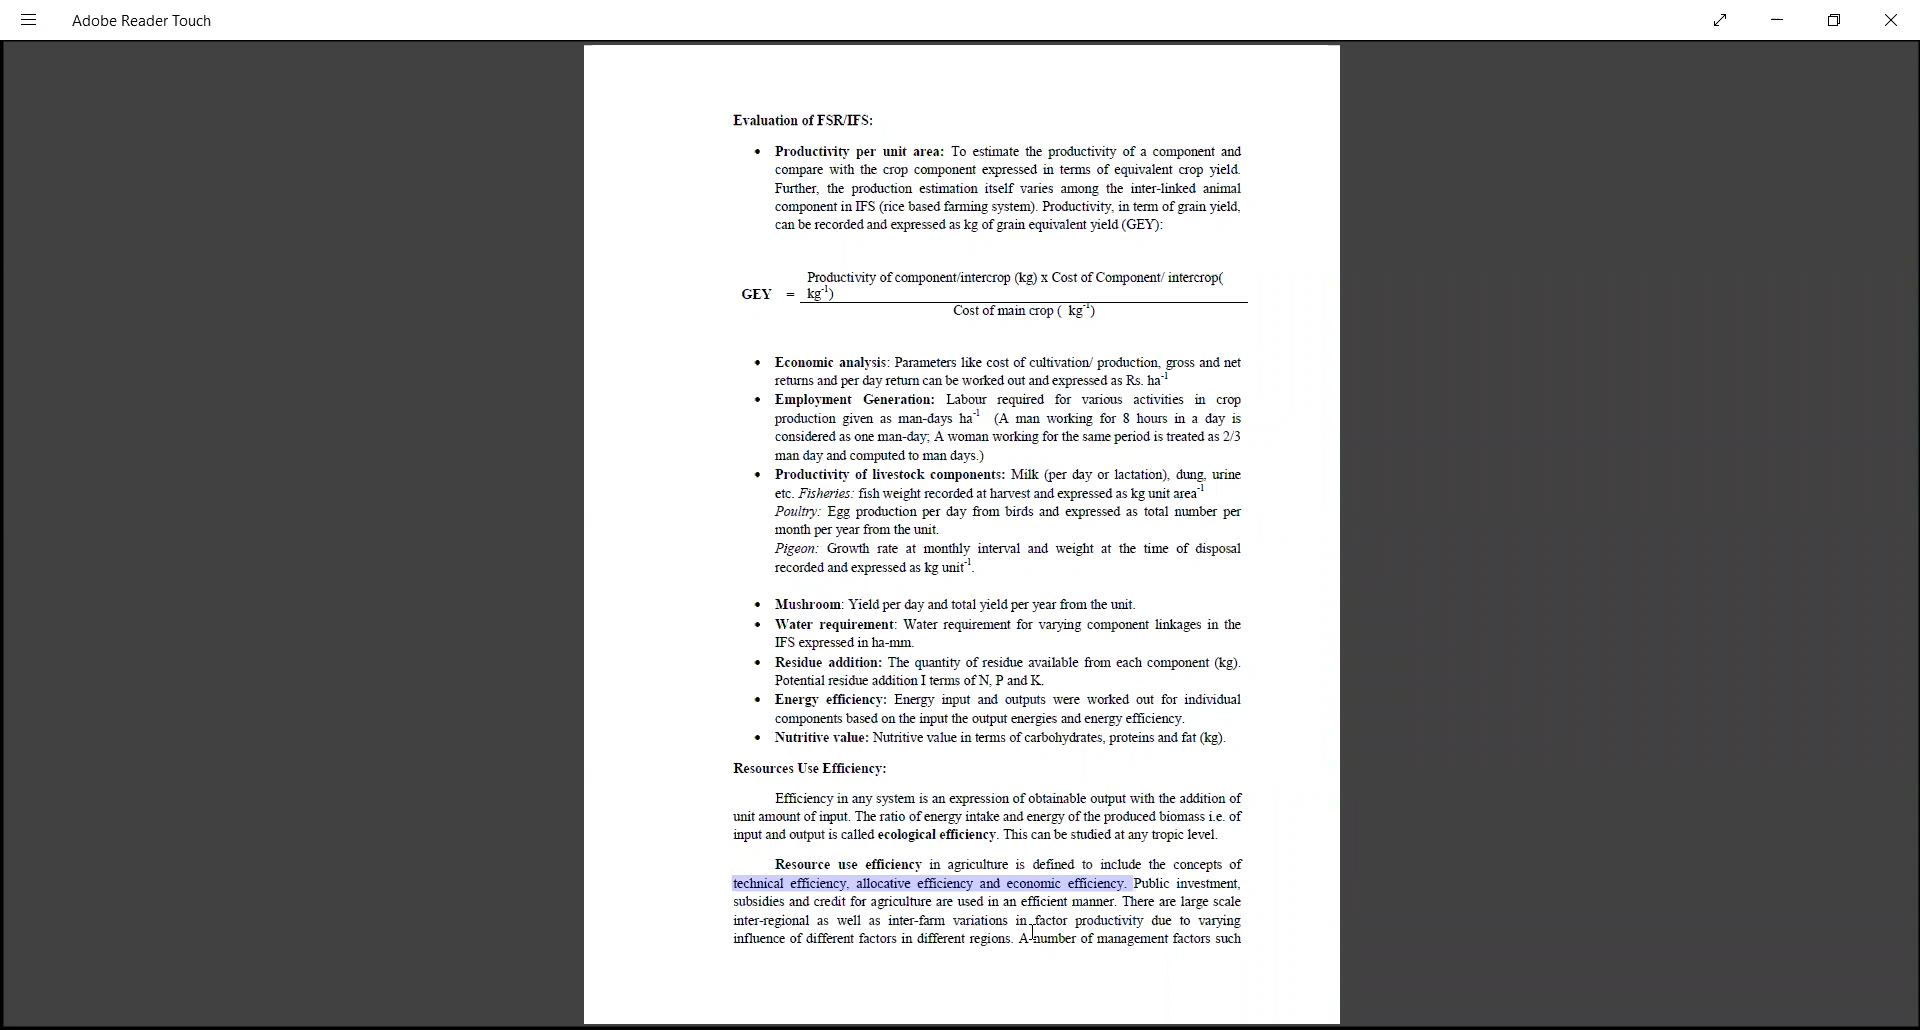 Adobe Reader Touch
Evaluation of FSR/IFS:
• Productivity per unit area: To estimate the productivity of a component and
compare with the crop component expressed in terms of equivalent crop yield.
Further, the production estimation itself varies among the inter-linked animal
component in IFS (rice based farming system). Productivity, in term of grain yield,
can be recorded and expressed as kg of grain equivalent yield (GEY):
Productivity of component/intercrop (kg) x Cost of Component/ intercrop(
GEY = kg⁻¹)
Cost of main crop ( kg⁻¹)
• Economic analysis: Parameters like cost of cultivation/ production, gross and net
returns and per day return can be worked out and expressed as Rs. ha⁻¹
• Employment Generation: Labour required for various activities in crop
production given as man-days ha⁻¹ (A man working for 8 hours in a day is
considered as one man-day; A woman working for the same period is treated as 2/3
man day and computed to man days.)
• Productivity of livestock components: Milk (per day or lactation), dung, urine
etc. Fisheries: fish weight recorded at harvest and expressed as kg unit area⁻¹
Poultry: Egg production per day from birds and expressed as total number per
month per year from the unit.
Pigeon: Growth rate at monthly interval and weight at the time of disposal
recorded and expressed as kg unit⁻¹.
• Mushroom: Yield per day and total yield per year from the unit.
• Water requirement: Water requirement for varying component linkages in the
IFS expressed in ha-mm.
• Residue addition: The quantity of residue available from each component (kg).
Potential residue addition I terms of N, P and K.
• Energy efficiency: Energy input and outputs were worked out for individual
components based on the input the output energies and energy efficiency.
• Nutritive value: Nutritive value in terms of carbohydrates, proteins and fat (kg).
Resources Use Efficiency:
Efficiency in any system is an expression of obtainable output with the addition of
unit amount of input. The ratio of energy intake and energy of the produced biomass i.e. of
input and output is called ecological efficiency. This can be studied at any tropic level.
Resource use efficiency in agriculture is defined to include the concepts of
technical efficiency, allocative efficiency and economic efficiency. Public investment,
subsidies and credit for agriculture are used in an efficient manner. There are large scale
inter-regional as well as inter-farm variations in factor productivity due to varying
influence of different factors in different regions. A number of management factors such